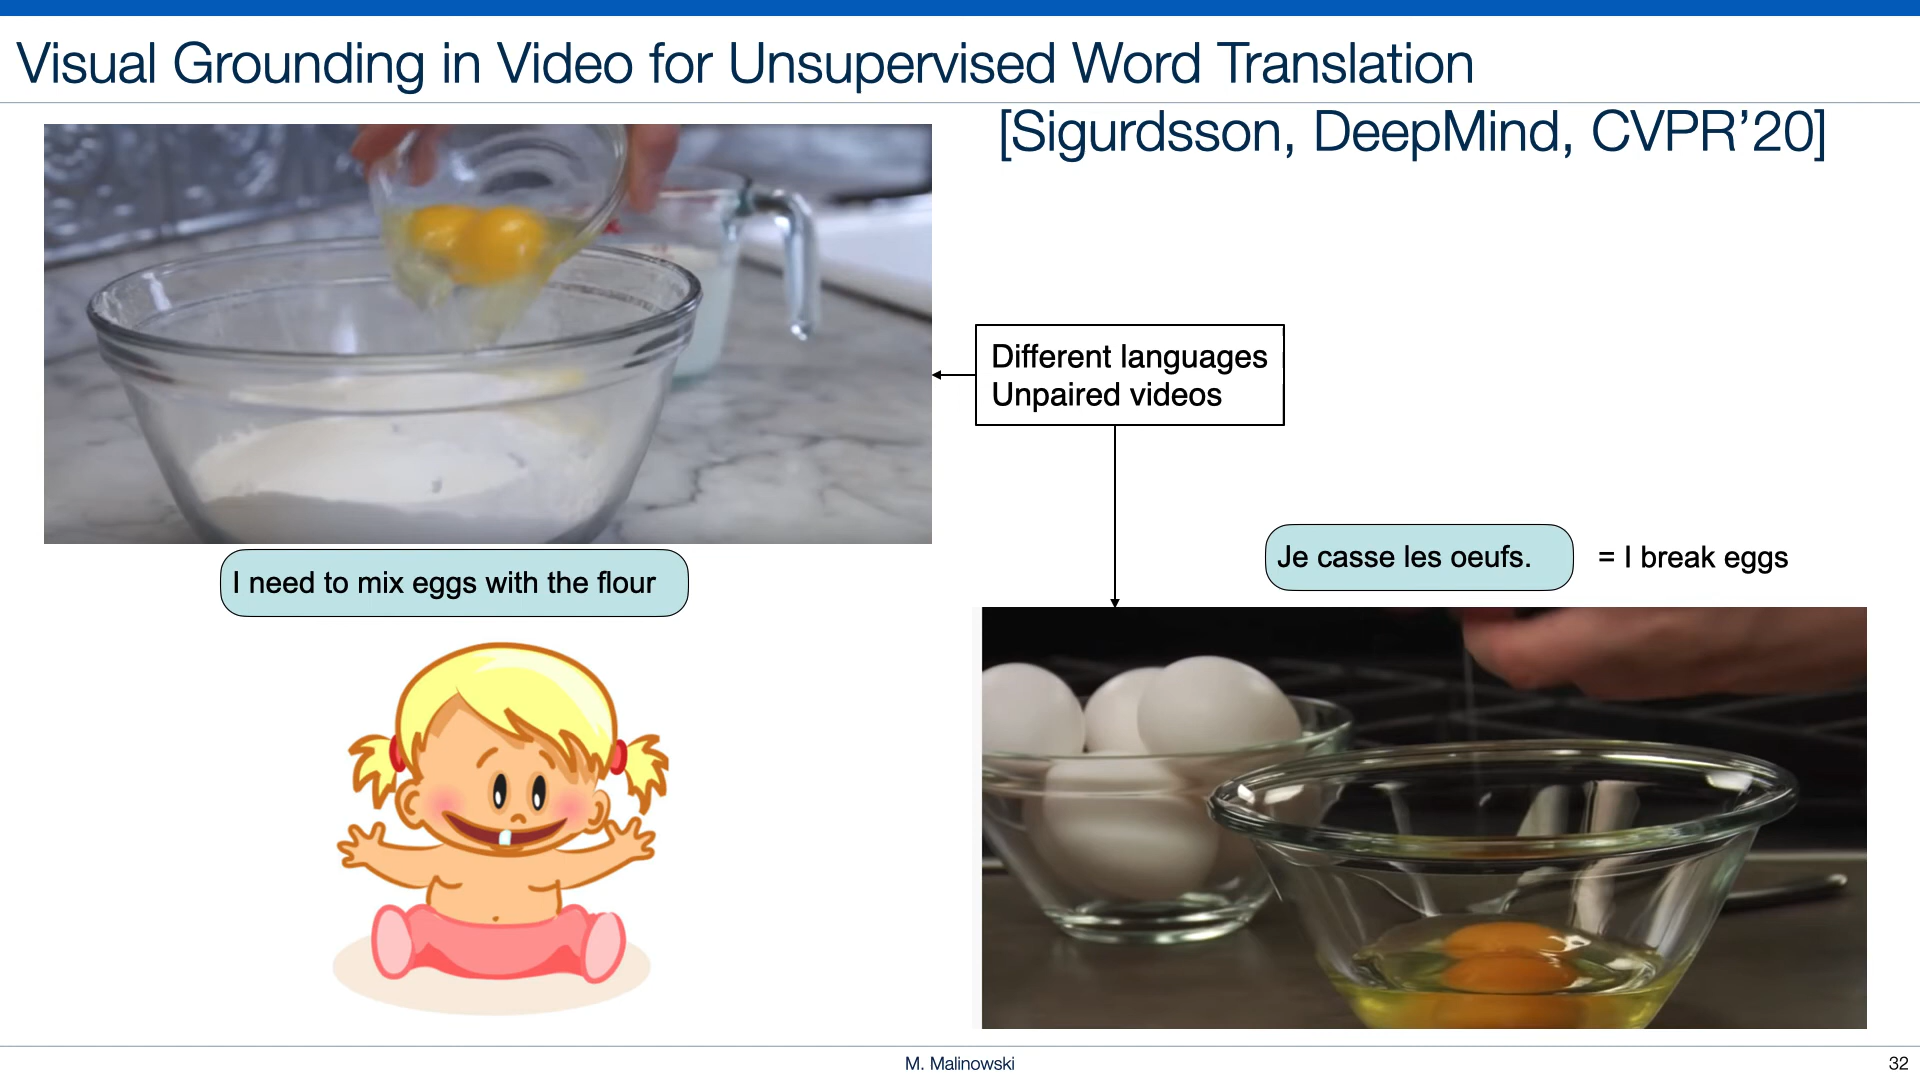 Visual Grounding in Video for Unsupervised Word Translation
[Sigurdsson, DeepMind, CVPR’20]
Different languages
Unpaired videos
I need to mix eggs with the flour
Je casse les oeufs.
= I break eggs
M. Malinowski
32